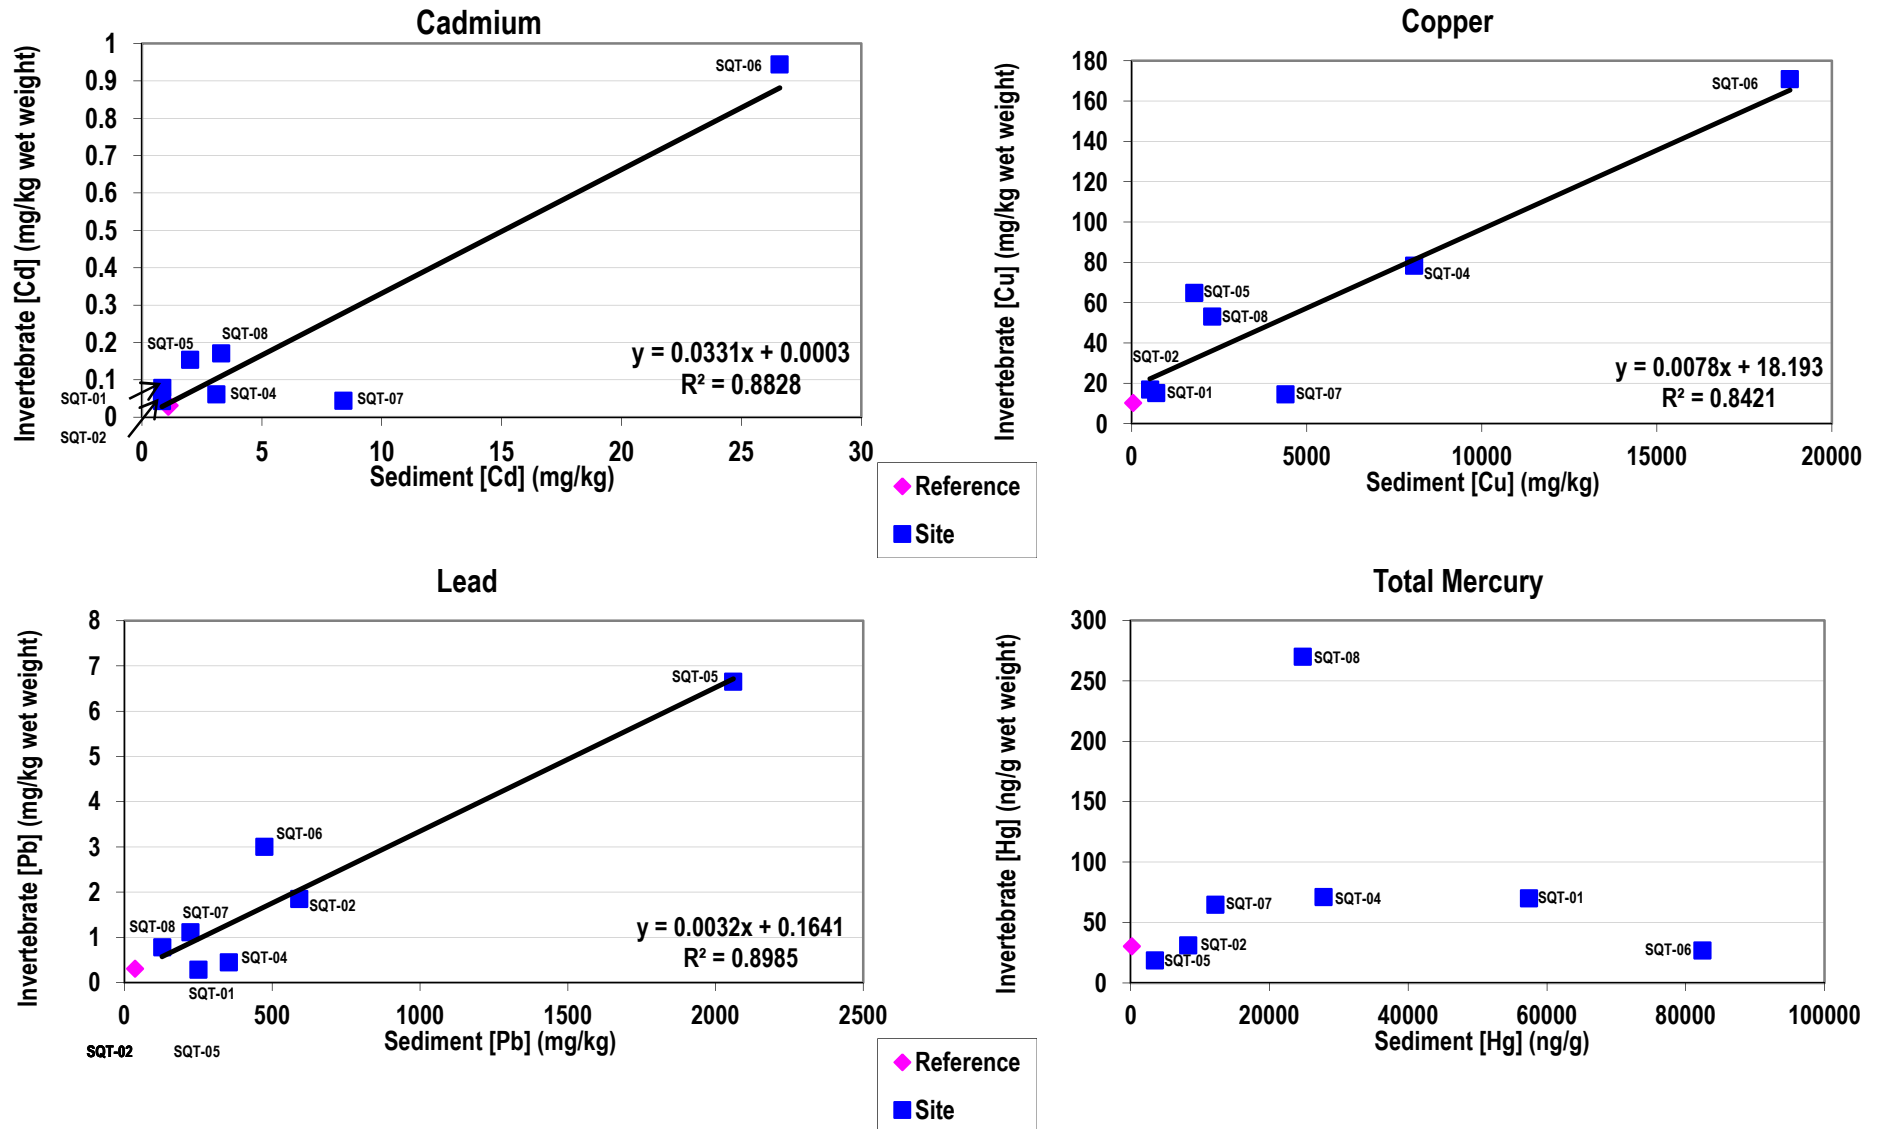 Cadmium
Invertebrate [Cd] (mg/kg wet weight)
1
0.9
0.8
0.7
0.6
0.5
0.4
0.3
0.2
0.1
0
SQT-06
SQT-08
SQT-05
SQT-04
SQT-07
SQT-01
SQT-02
y = 0.0331x + 0.0003
R² = 0.8828
0 5 10 15 20 25 30
Sediment [Cd] (mg/kg)
Copper
Invertebrate [Cu] (mg/kg wet weight)
180
160
140
120
100
80
60
40
20
0
SQT-06
SQT-04
SQT-05
SQT-08
SQT-02
SQT-01
SQT-07
y = 0.0078x + 18.193
R² = 0.8421
0 5000 10000 15000 20000
Sediment [Cu] (mg/kg)
Reference
Site
Lead
Invertebrate [Pb] (mg/kg wet weight)
8
7
6
5
4
3
2
1
0
SQT-05
SQT-06
SQT-02
SQT-07
SQT-08
SQT-04
SQT-01
y = 0.0032x + 0.1641
R² = 0.8985
0 500 1000 1500 2000 2500
Sediment [Pb] (mg/kg)
SQT-02 SQT-05
Total Mercury
Invertebrate [Hg] (ng/g wet weight)
300
250
200
150
100
50
0
SQT-08
SQT-07
SQT-04
SQT-01
SQT-02
SQT-05
SQT-06
0 20000 40000 60000 80000 100000
Sediment [Hg] (ng/g)
Reference
Site